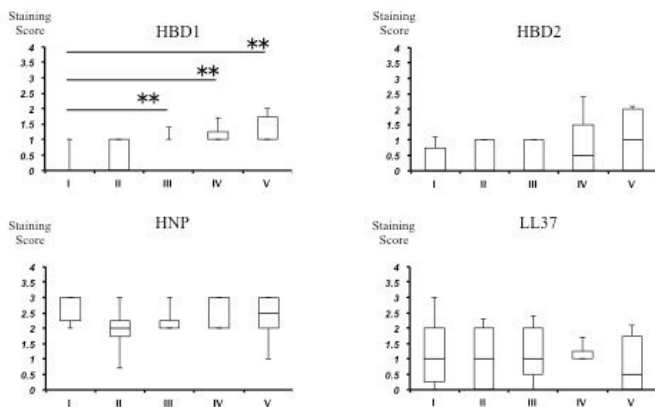 Staining
Score
HBD1
4
3.5
3
2.5
2
1.5
1
0.5
0
**
**
**
I II III IV V
Staining
Score
HBD2
4
3.5
3
2.5
2
1.5
1
0.5
0
I II III IV V
Staining
Score
HNP
4
3.5
3
2.5
2
1.5
1
0.5
0
I II III IV V
Staining
Score
LL37
4
3.5
3
2.5
2
1.5
1
0.5
0
I II III IV V